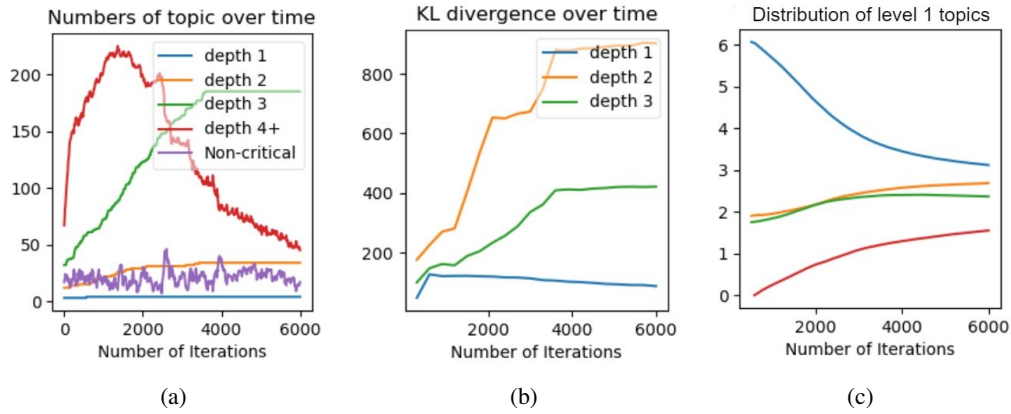 Numbers of topic over time
200
150
100
50
0
depth 1
depth 2
depth 3
depth 4+
Non-critical
0 2000 4000 6000
Number of Iterations
(a)
KL divergence over time
800
600
400
200
depth 1
depth 2
depth 3
2000 4000 6000
Number of Iterations
(b)
Distribution of level 1 topics
6
5
4
3
2
1
0
2000 4000 6000
Number of Iterations
(c)